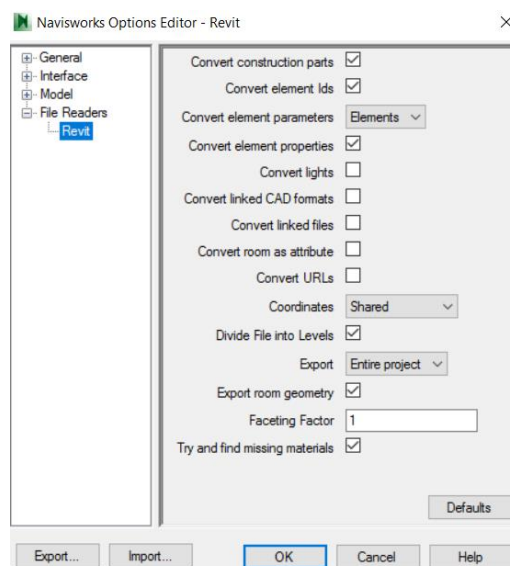 Navisworks Options Editor - Revit
General
Interface
Model
File Readers
Revit
Convert construction parts
Convert element Ids
Convert element parameters Elements
Convert element properties
Convert lights
Convert linked CAD formats
Convert linked files
Convert room as attribute
Convert URLs
Coordinates Shared
Divide File into Levels
Export Entire project
Export room geometry
Faceting Factor 1
Try and find missing materials
Defaults
Export... Import... OK Cancel Help